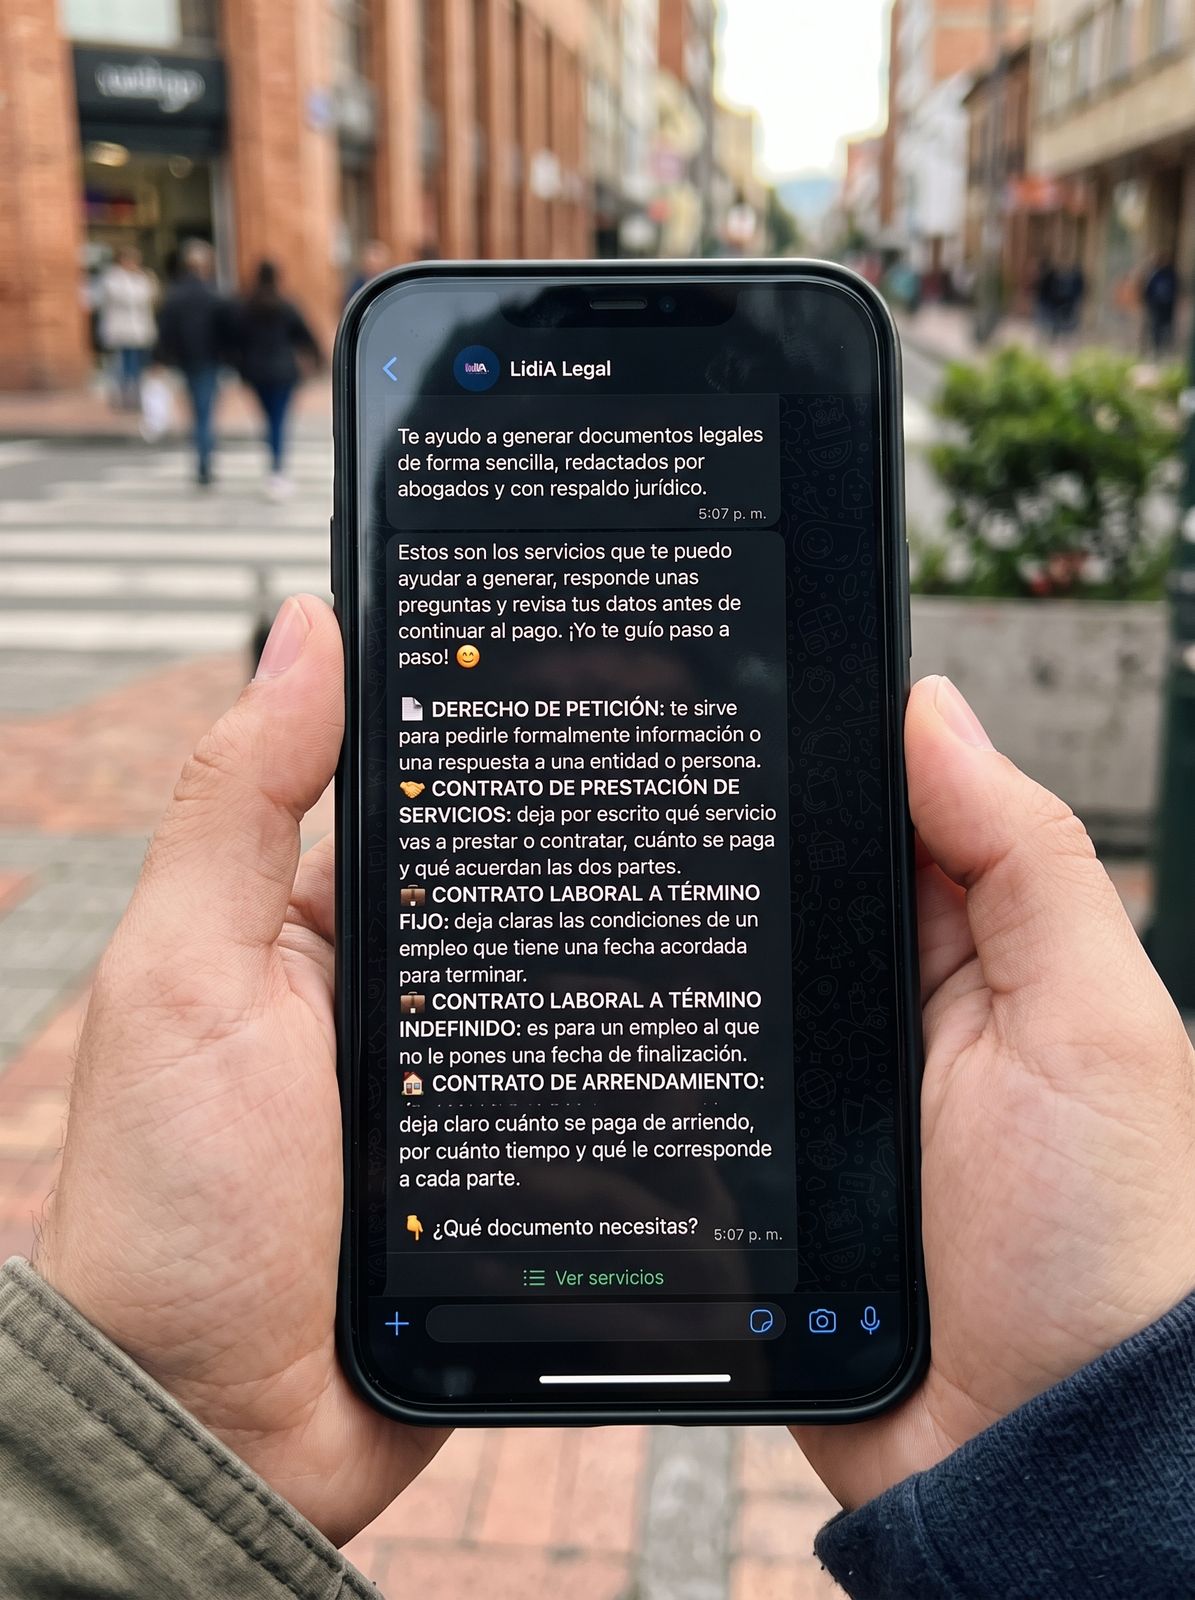 LidiA Legal
Te ayudo a generar documentos legales
de forma sencilla, redactados por
abogados y con respaldo jurídico.
5:07 p. m.
Estos son los servicios que te puedo
ayudar a generar, responde unas
preguntas y revisa tus datos antes de
continuar al pago. ¡Yo te guío paso a
paso! 😊
📄 DERECHO DE PETICIÓN: te sirve
para pedirle formalmente información o
una respuesta a una entidad o persona.
🤝 CONTRATO DE PRESTACIÓN DE
SERVICIOS: deja por escrito qué servicio
vas a prestar o contratar, cuánto se paga
y qué acuerdan las dos partes.
💼 CONTRATO LABORAL A TÉRMINO
FIJO: deja claras las condiciones de un
empleo que tiene una fecha acordada
para terminar.
💼 CONTRATO LABORAL A TÉRMINO
INDEFINIDO: es para un empleo al que
no le pones una fecha de finalización.
🏠 CONTRATO DE ARRENDAMIENTO:
deja claro cuánto se paga de arriendo,
por cuánto tiempo y qué le corresponde
a cada parte.
👇 ¿Qué documento necesitas? 5:07 p. m.
Ver servicios